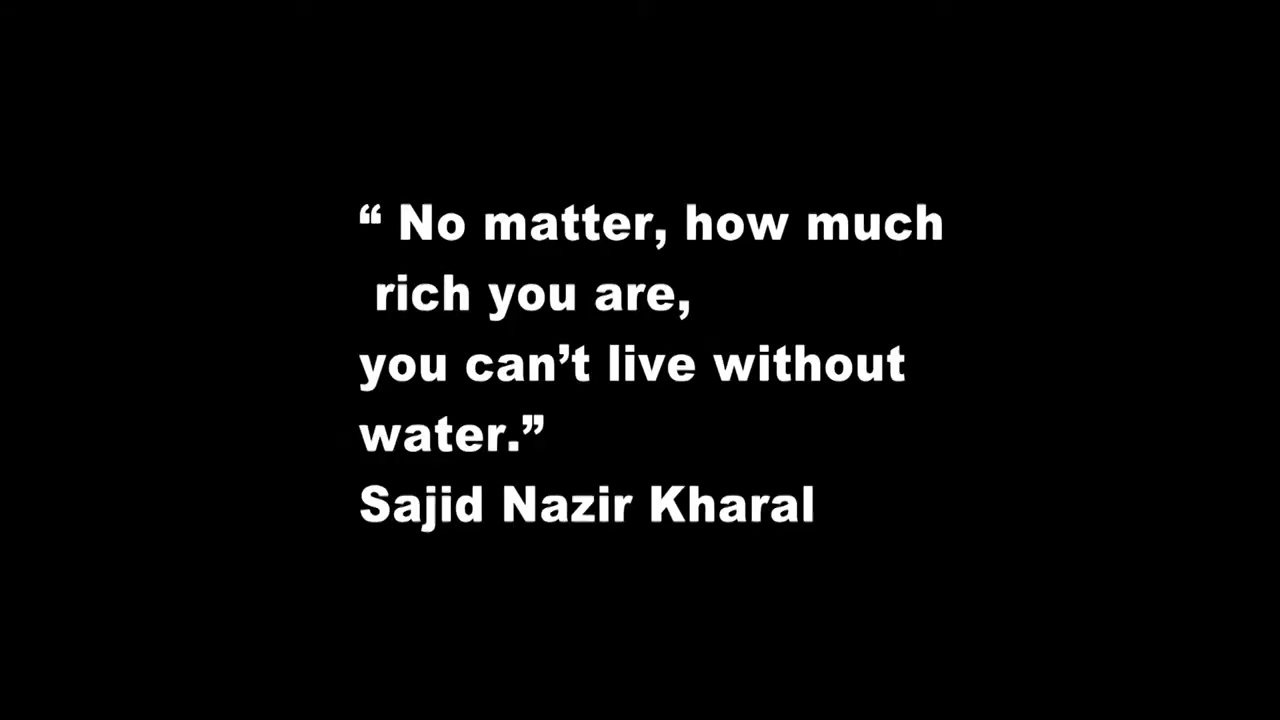 “ No matter, how much
rich you are,
you can’t live without
water.”
Sajid Nazir Kharal